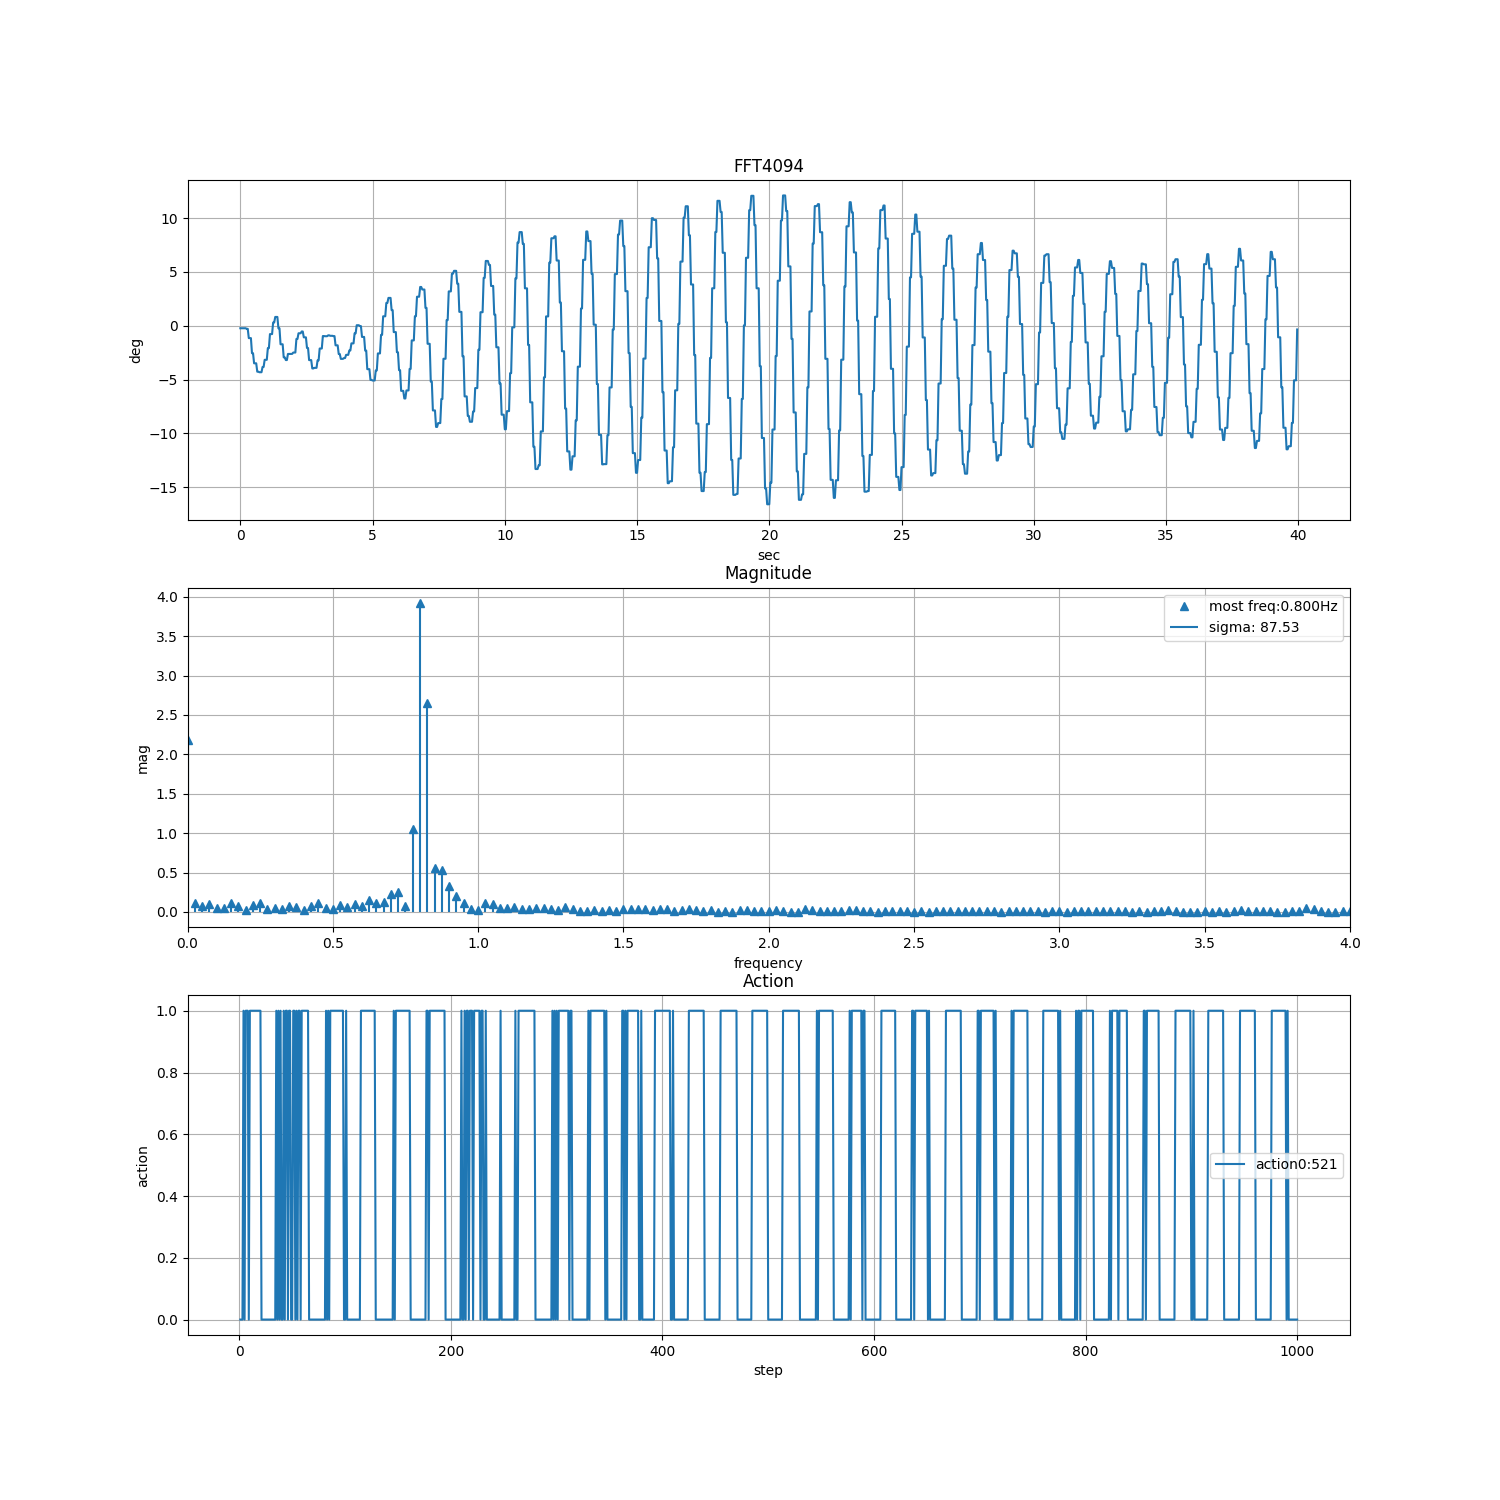 FFT4094
10
5
0
−5
−10
−15
deg
0 5 10 15 20 25 30 35 40
sec
Magnitude
4.0
3.5
3.0
2.5
2.0
1.5
1.0
0.5
0.0
mag
most freq:0.800Hz
sigma: 87.53
0.0 0.5 1.0 1.5 2.0 2.5 3.0 3.5 4.0
frequency
Action
1.0
0.8
0.6
0.4
0.2
0.0
action
action0:521
0 200 400 600 800 1000
step